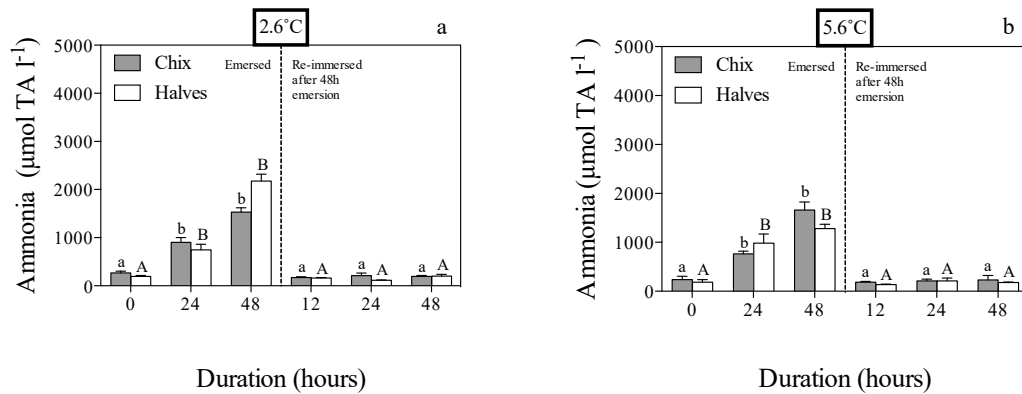 2.6°C
a
Ammonia (µmol TA l-1)
5000
4000
3000
2000
1000
0
Chix
Halves
Emersed
Re-immersed
after 48h
emersion
a
A
b
B
b
B
a
A
a
A
a
A
0
24
48
12
24
48
Duration (hours)
5.6°C
b
Ammonia (µmol TA l-1)
5000
4000
3000
2000
1000
0
Chix
Halves
Emersed
Re-immersed
after 48h
emersion
a
A
b
B
b
B
a
A
a
A
a
A
0
24
48
12
24
48
Duration (hours)